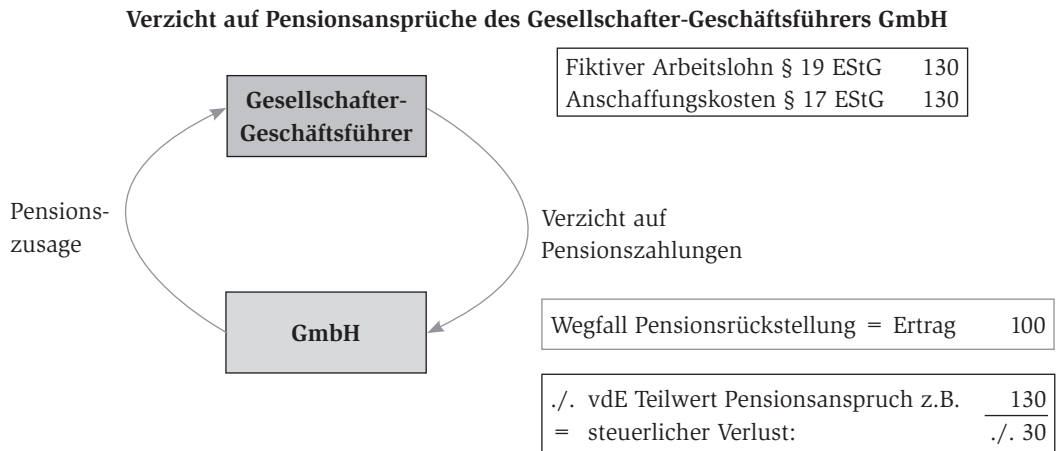 Verzicht auf Pensionsansprüche des Gesellschafter-Geschäftsführers GmbH
Fiktiver Arbeitslohn § 19 EStG 130
Anschaffungskosten § 17 EStG 130
Gesellschafter-
Geschäftsführer
Pensions-
zusage
Verzicht auf
Pensionszahlungen
GmbH
Wegfall Pensionsrückstellung = Ertrag 100
./. vdE Teilwert Pensionsanspruch z.B. 130
= steuerlicher Verlust: ./. 30